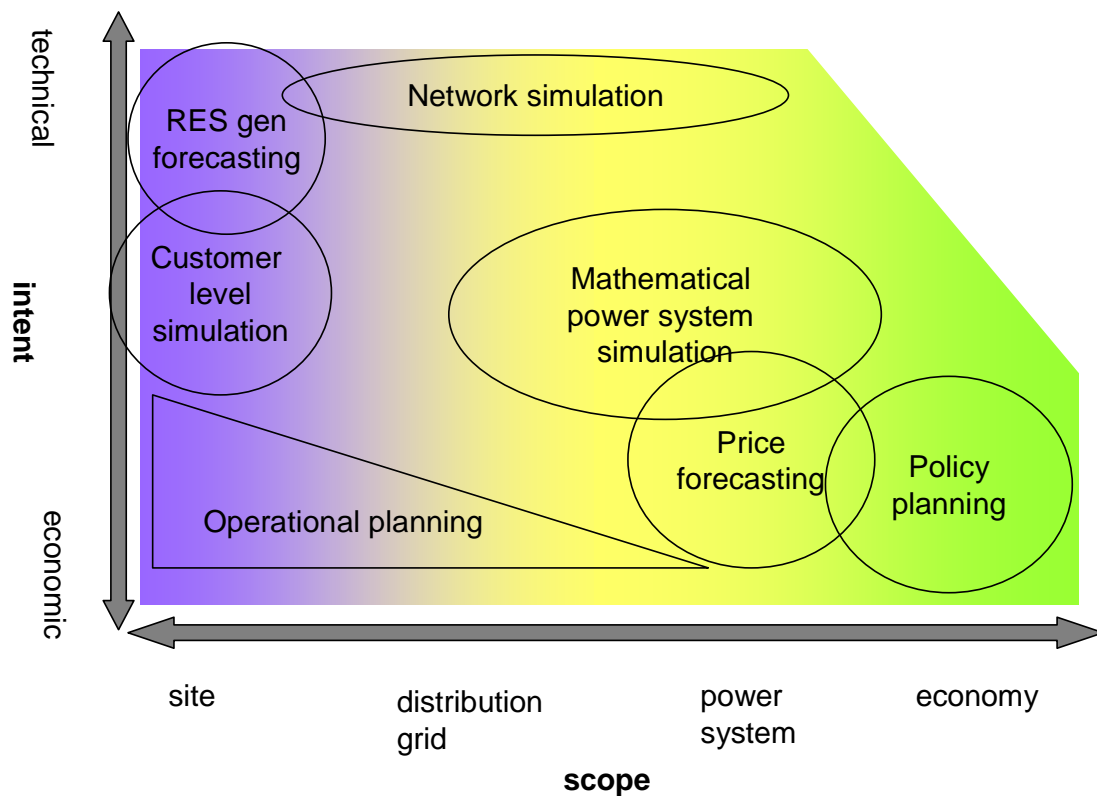 technical
intent
economic
Network simulation
RES gen
forecasting
Customer
level
simulation
Mathematical
power system
simulation
Price
forecasting
Policy
planning
Operational planning
site
distribution
grid
power
system
economy
scope